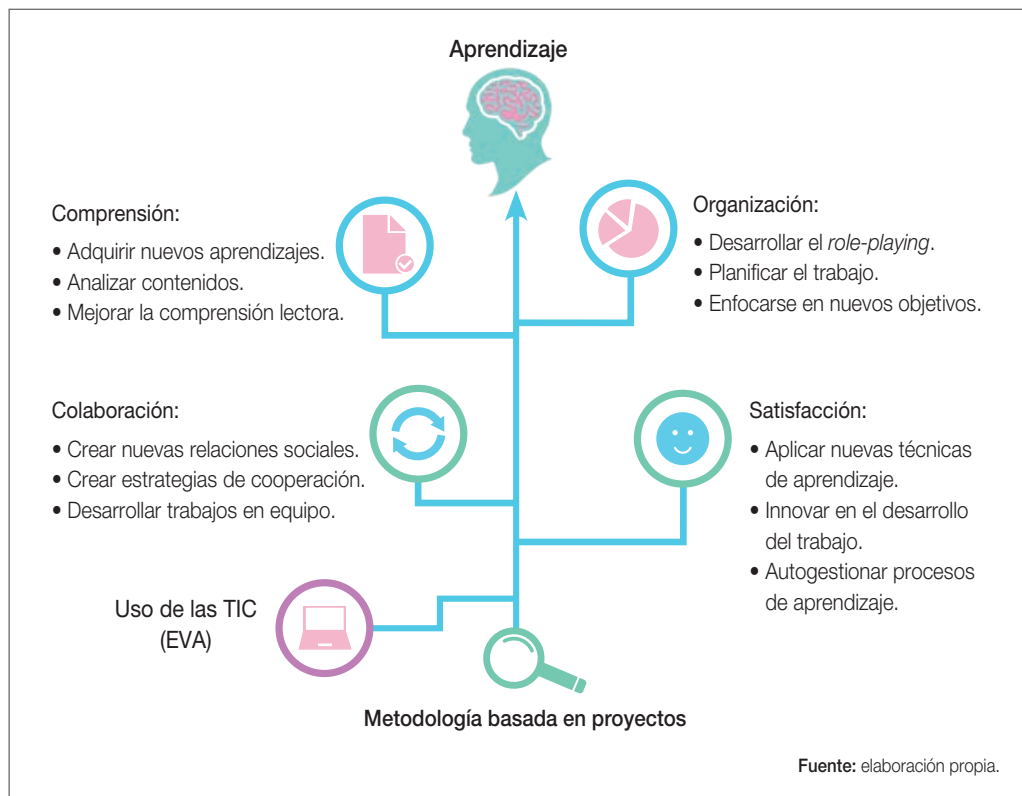 Aprendizaje
Comprensión:
• Adquirir nuevos aprendizajes.
• Analizar contenidos.
• Mejorar la comprensión lectora.
Organización:
• Desarrollar el role-playing.
• Planificar el trabajo.
• Enfocarse en nuevos objetivos.
Colaboración:
• Crear nuevas relaciones sociales.
• Crear estrategias de cooperación.
• Desarrollar trabajos en equipo.
Satisfacción:
• Aplicar nuevas técnicas
de aprendizaje.
• Innovar en el desarrollo
del trabajo.
• Autogestionar procesos
de aprendizaje.
Uso de las TIC
(EVA)
Metodología basada en proyectos
Fuente: elaboración propia.